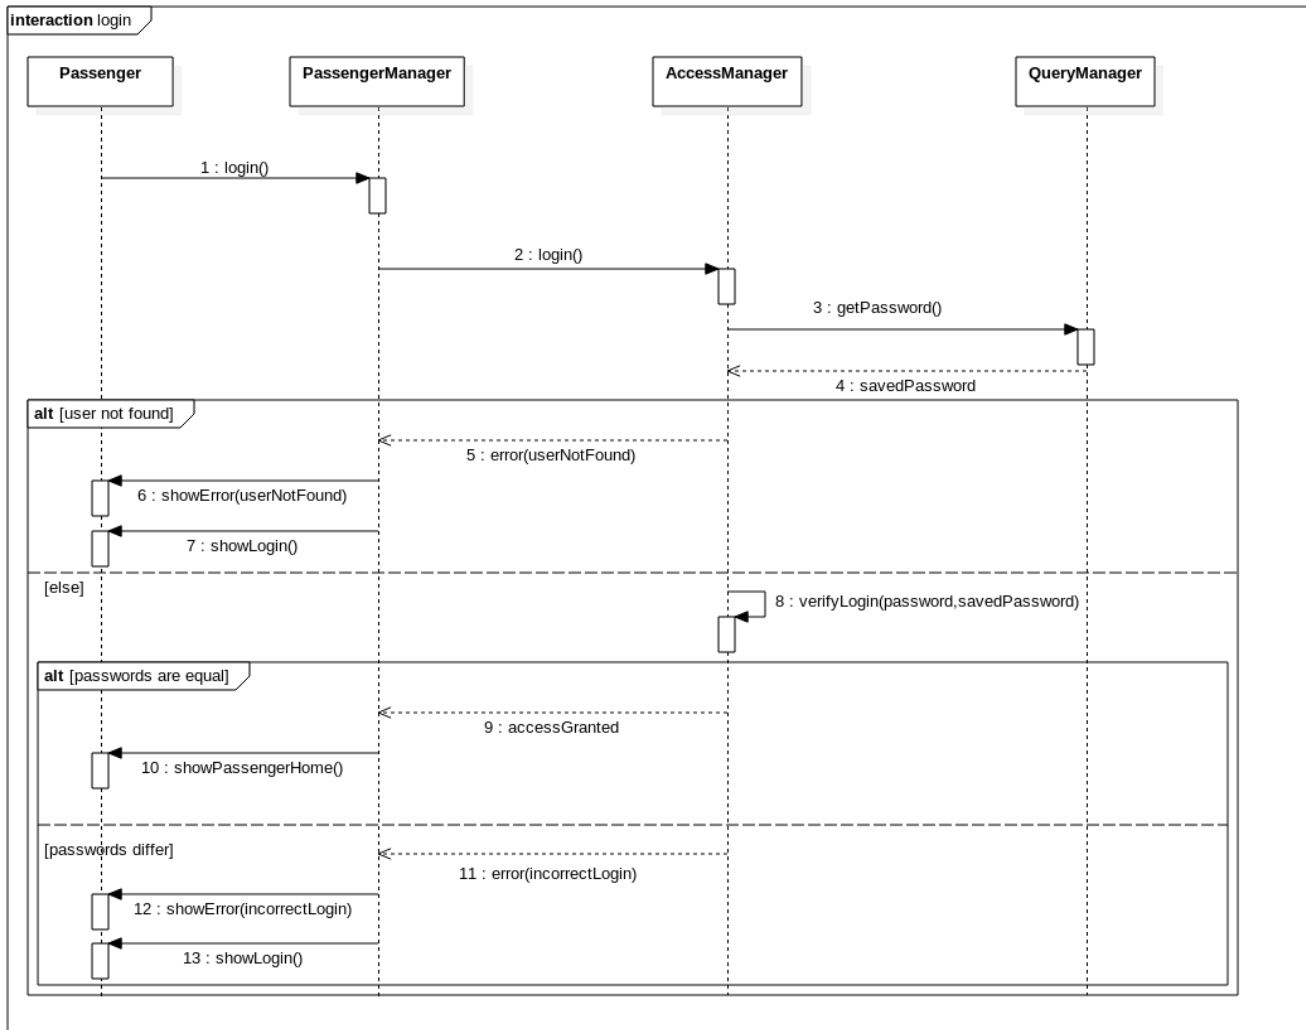 interaction login
Passenger
PassengerManager
AccessManager
QueryManager
1 : login()
2 : login()
3 : getPassword()
4 : savedPassword
alt [user not found]
5 : error(userNotFound)
6 : showError(userNotFound)
7 : showLogin()
[else]
8 : verifyLogin(password,savedPassword)
alt [passwords are equal]
9 : accessGranted
10 : showPassengerHome()
[passwords differ]
11 : error(incorrectLogin)
12 : showError(incorrectLogin)
13 : showLogin()